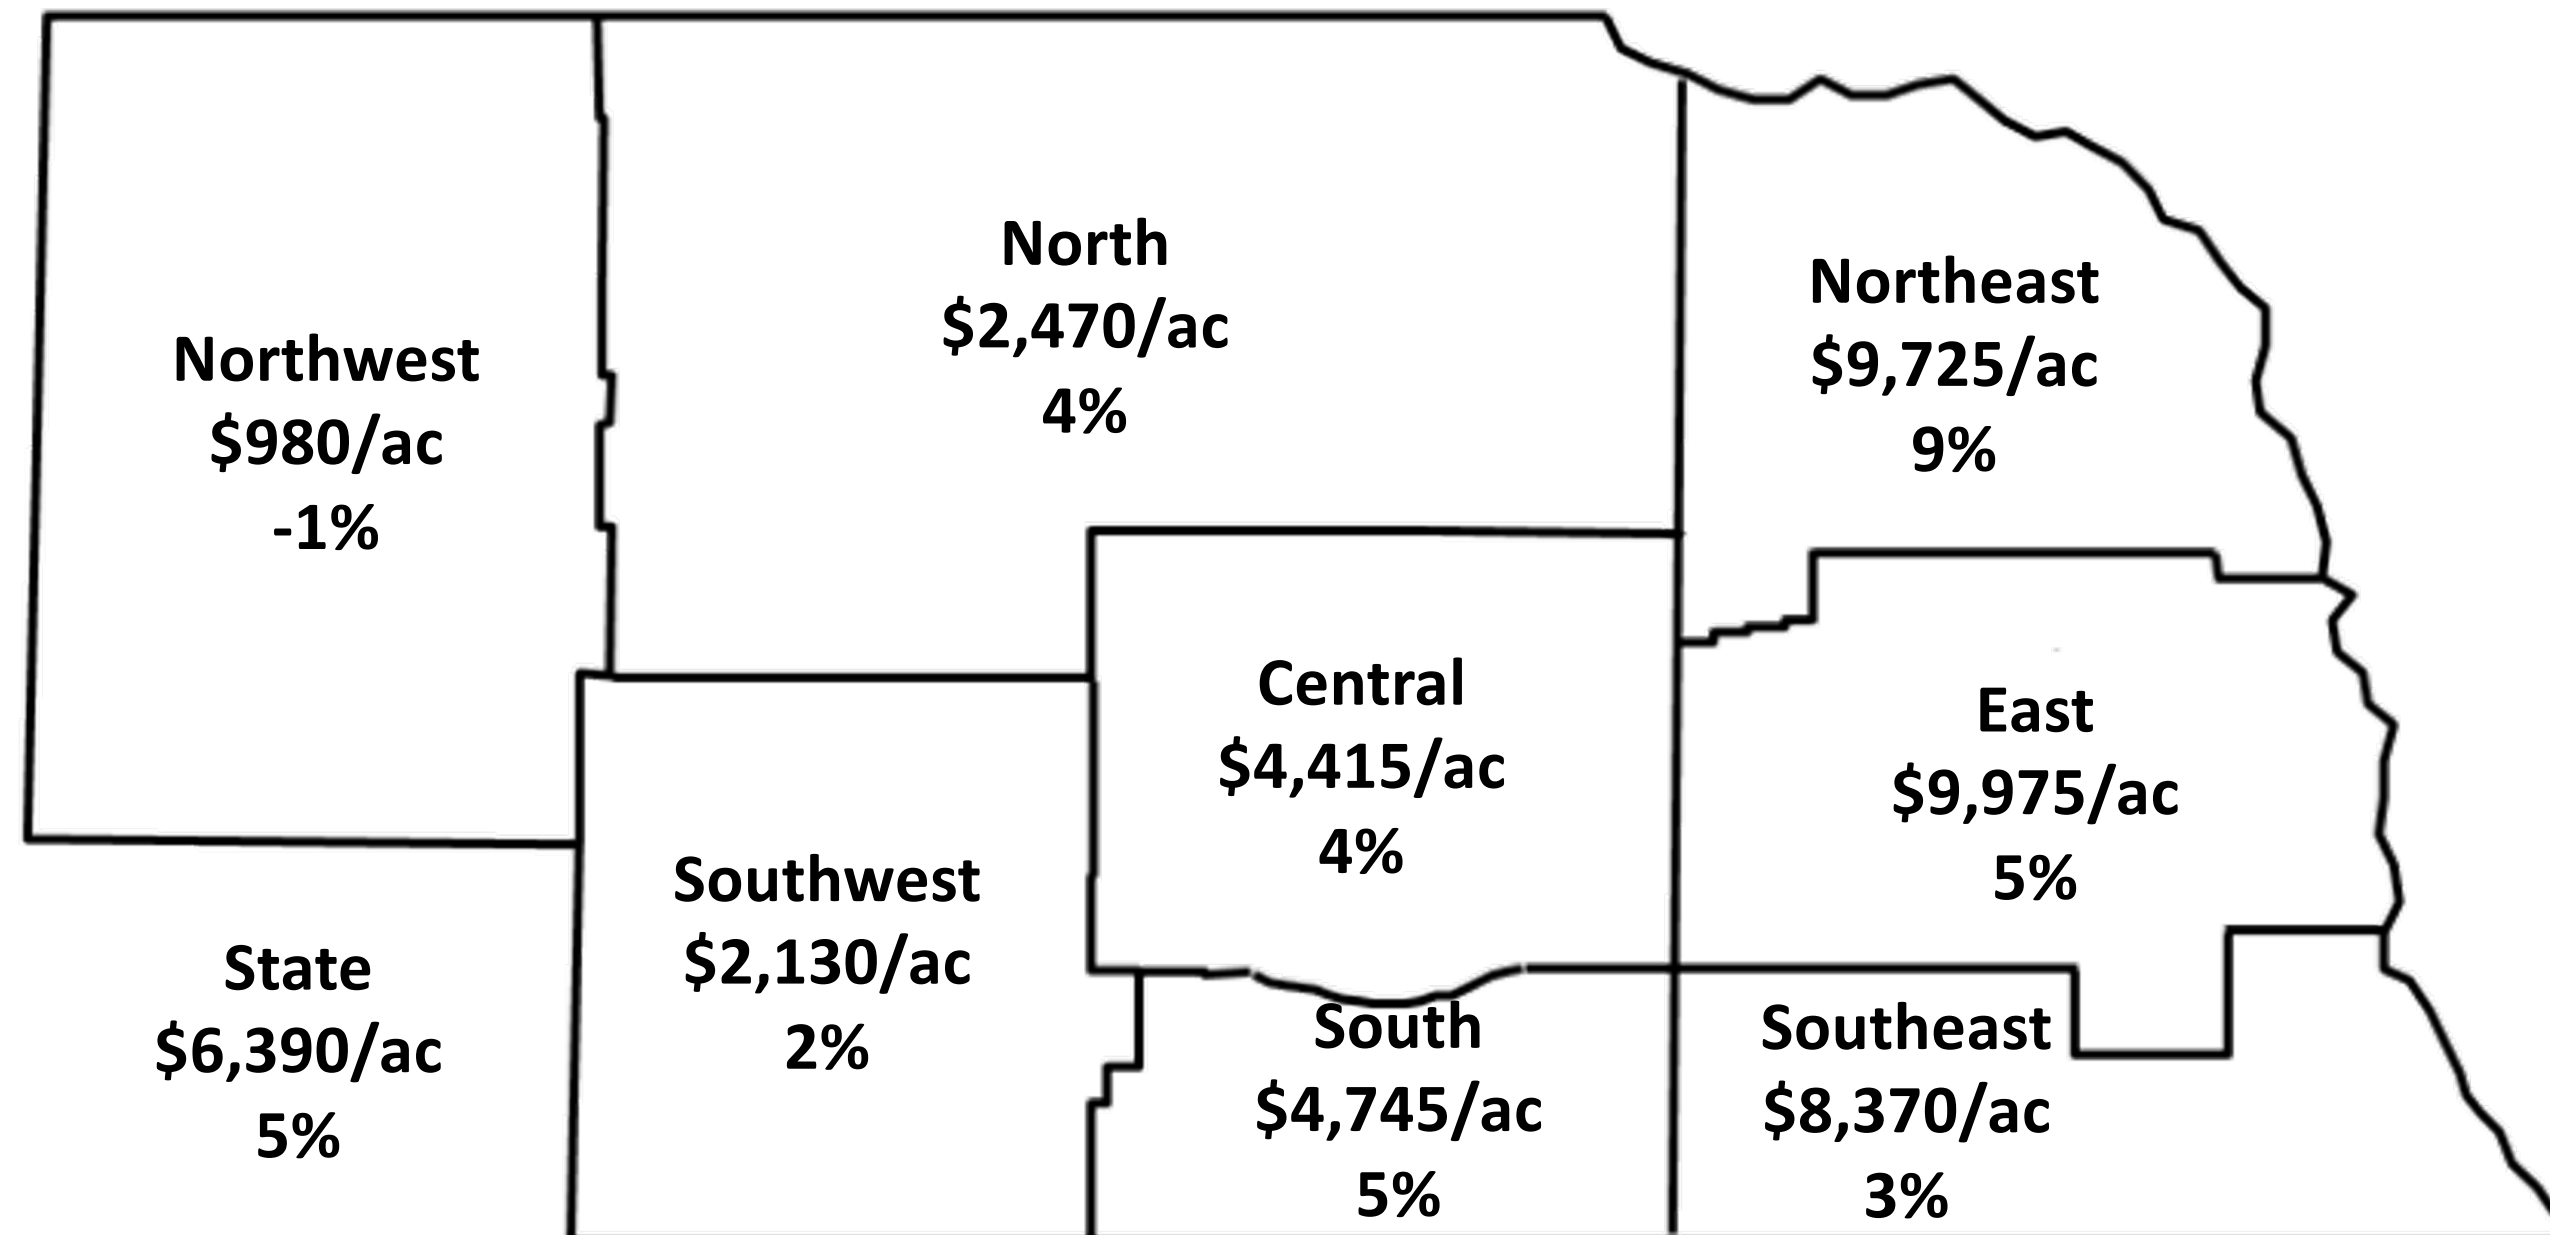 North
$2,470/ac
4%
Northeast
$9,725/ac
9%
Northwest
$980/ac
-1%
Central
$4,415/ac
4%
East
$9,975/ac
5%
Southwest
$2,130/ac
2%
State
$6,390/ac
5%
South
$4,745/ac
5%
Southeast
$8,370/ac
3%